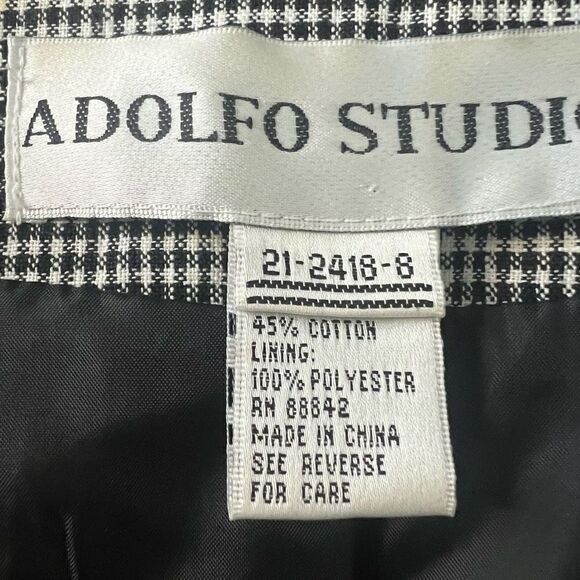 ADOLFO STUDIO
21-2418-8
45% COTTON
LINING:
100% POLYESTER
RN 88842
MADE IN CHINA
SEE REVERSE
FOR CARE